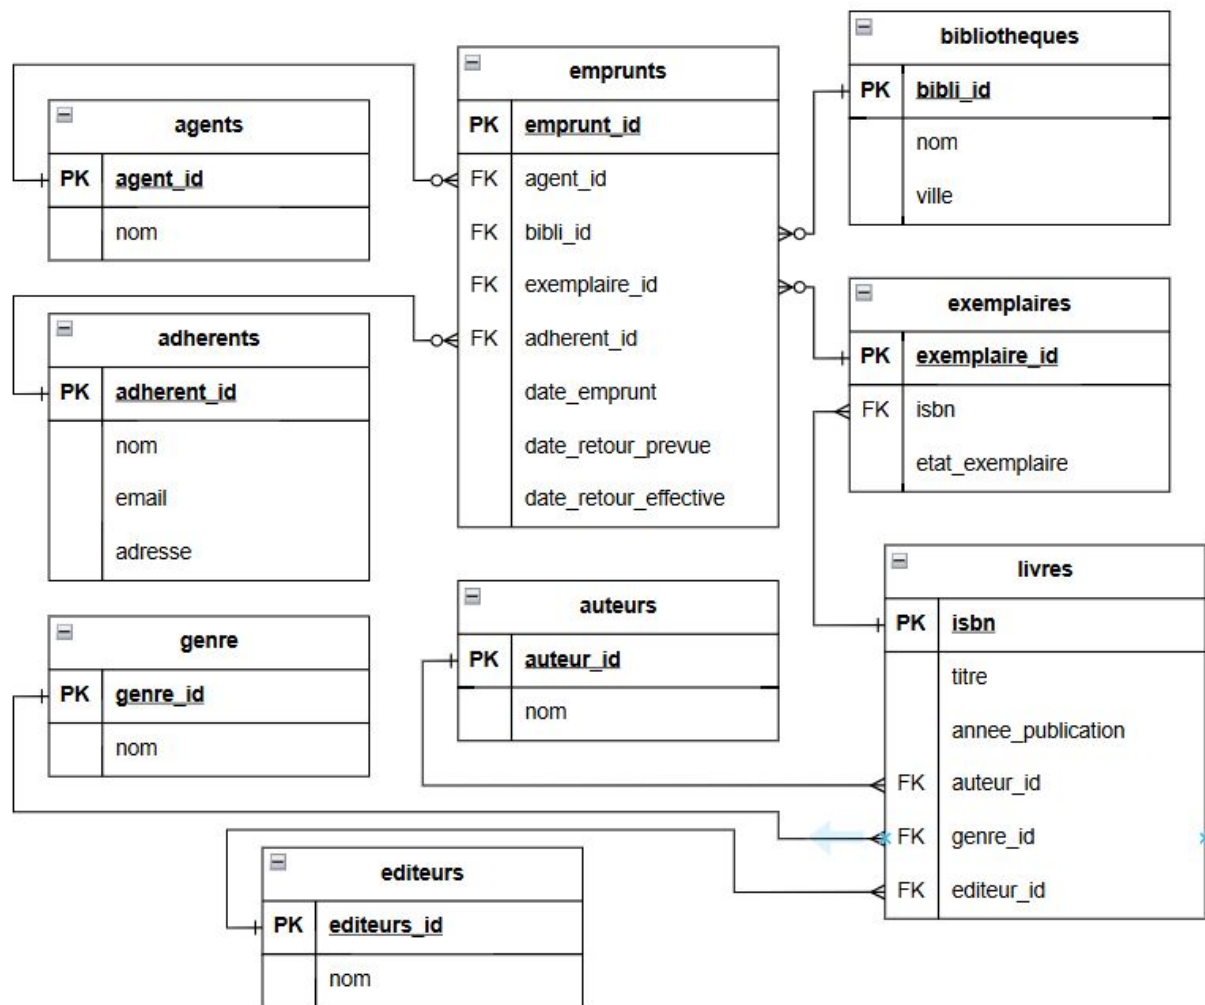 agents
PK agent_id
nom
adherents
PK adherent_id
nom
email
adresse
genre
PK genre_id
nom
emprunts
PK emprunt_id
FK agent_id
FK bibli_id
FK exemplaire_id
FK adherent_id
date_emprunt
date_retour_prevue
date_retour_effective
auteurs
PK auteur_id
nom
editeurs
PK editeurs_id
nom
bibliotheques
PK bibli_id
nom
ville
exemplaires
PK exemplaire_id
FK isbn
etat_exemplaire
livres
PK isbn
titre
annee_publication
FK auteur_id
FK genre_id
FK editeur_id